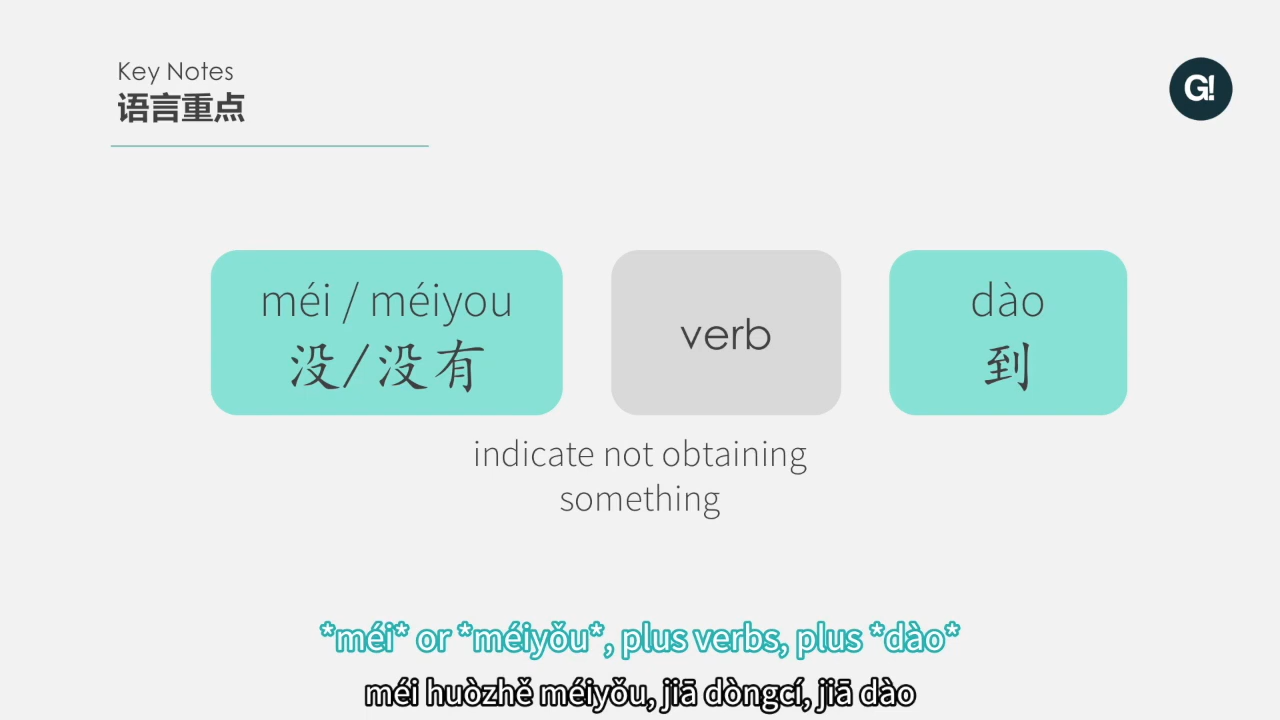 Key Notes
语言重点
G!
méi / méiyou
没/没有
verb
dào
到
indicate not obtaining
something
*méi* or *méiyǒu*, plus verbs, plus *dào*
méi huòzhě méiyǒu, jiā dòngcí, jiā dào